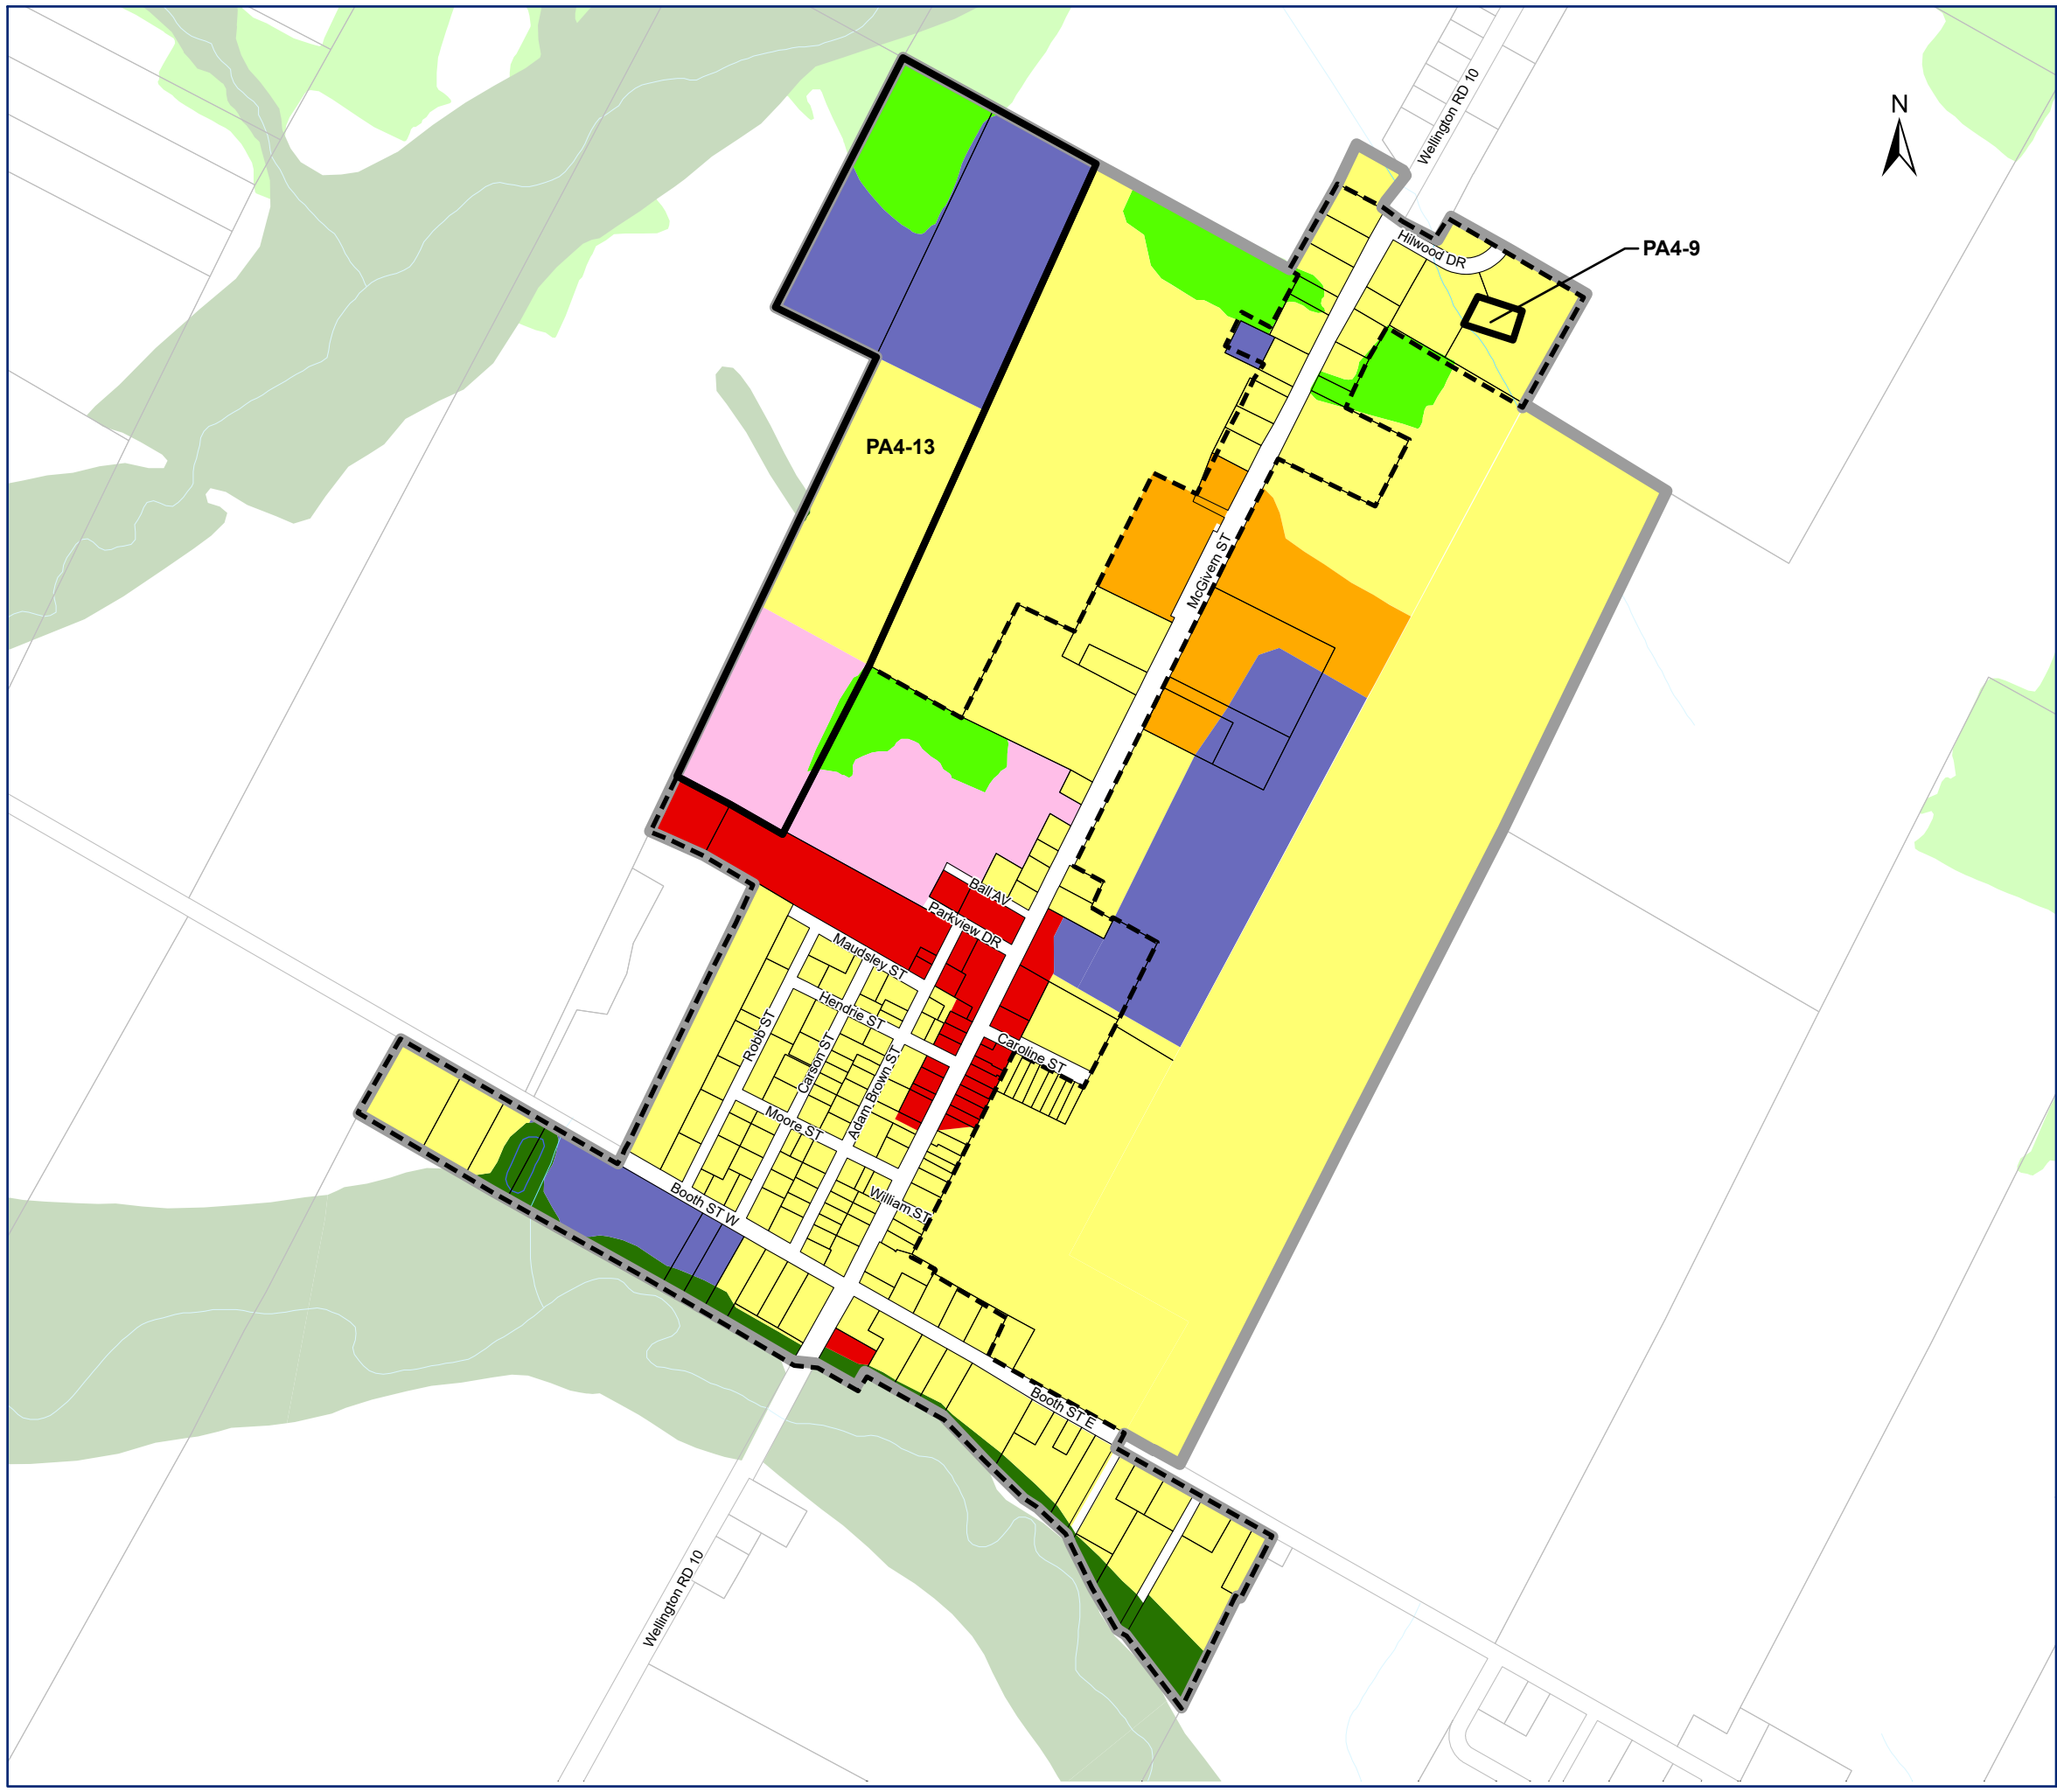 Wellington RD 10
N
Hilwood DR
PA4-9
PA4-13
McGivern ST
Ball AV
Parkview DR
Maudsley ST
Hendrie ST
Robb ST
Carson ST
Adam Brown ST
Caroline ST
Moore ST
William ST
Booth ST W
Booth ST E
Wellington RD 10